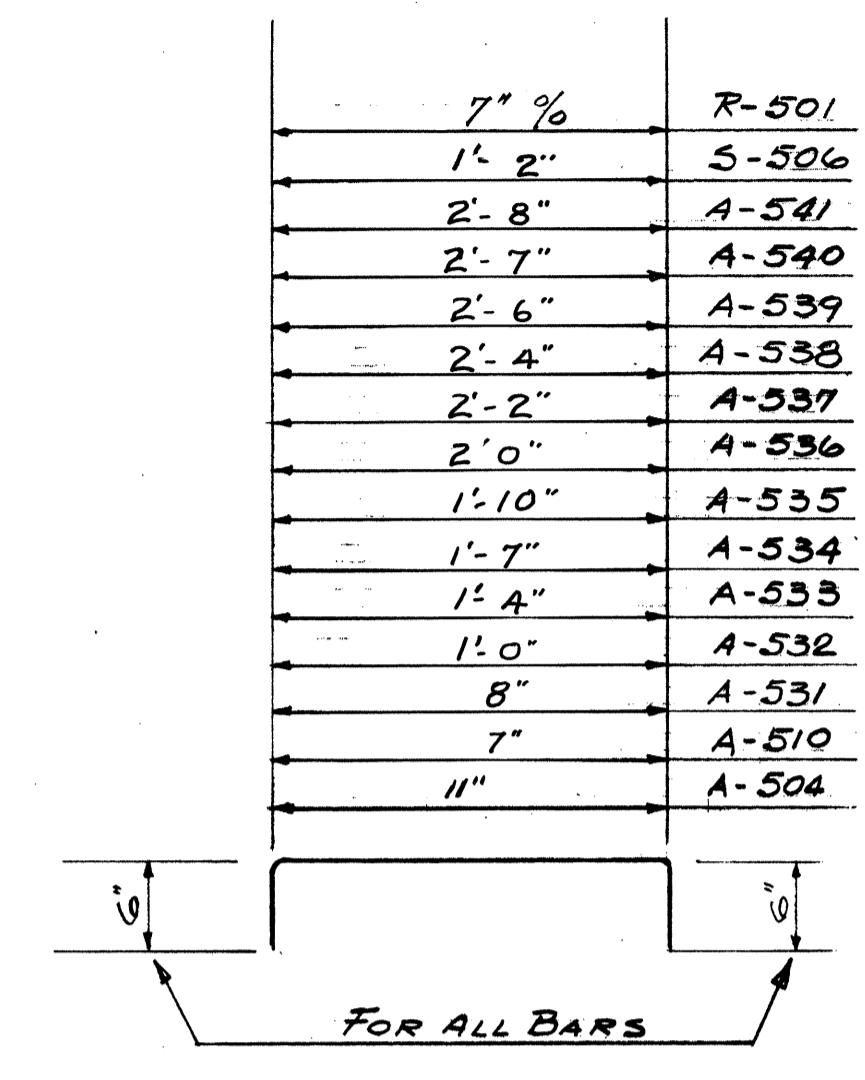 7" % R-501
1'- 2" S-506
2'- 8" A-541
2'- 7" A-540
2'- 6" A-539
2'- 4" A-538
2'- 2" A-537
2' 0" A-536
1'-10" A-535
1'- 7" A-534
1'- 4" A-533
1'- 0" A-532
8" A-531
7" A-510
11" A-504
6" 6"
FOR ALL BARS